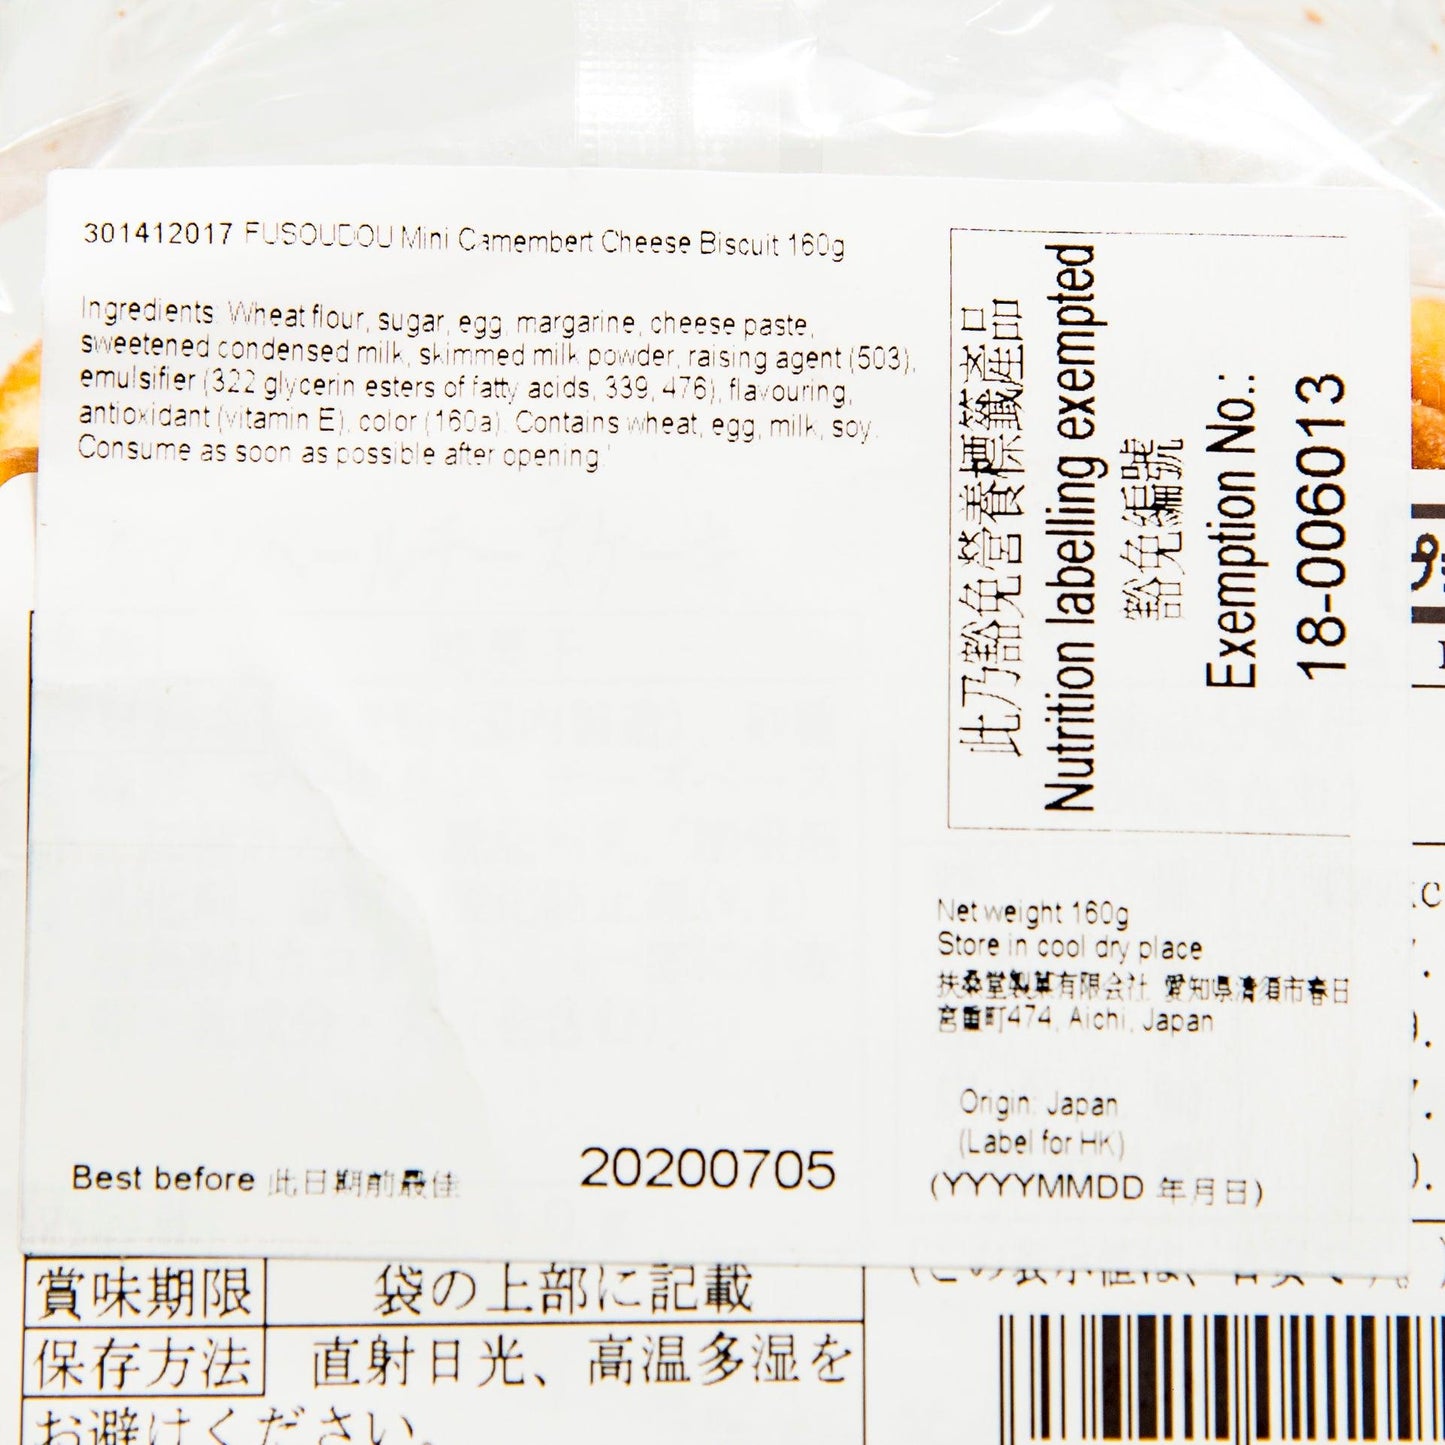 301412017 FUSOUDOU Mini Camembert Cheese Biscuit 160g
Ingredients: Wheat flour, sugar, egg, margarine, cheese paste,
sweetened condensed milk, skimmed milk powder, raising agent (503),
emulsifier (322 glycerin esters of fatty acids, 339, 476), flavouring,
antioxidant (vitamin E), color (160a). Contains wheat, egg, milk, soy.
Consume as soon as possible after opening.'
此乃豁免營養標籤產品
Nutrition labelling exempted
豁免編號
Exemption No.:
18-006013
Net weight 160g
Store in cool dry place
扶桑堂製菓有限会社 愛知県清須市春日
宮重町474, Aichi, Japan
Origin: Japan
(Label for HK)
Best before 此日期前最佳 20200705 (YYYYMMDD 年月日)
賞味期限 袋の上部に記載
保存方法 直射日光、高温多湿を
お避けください。